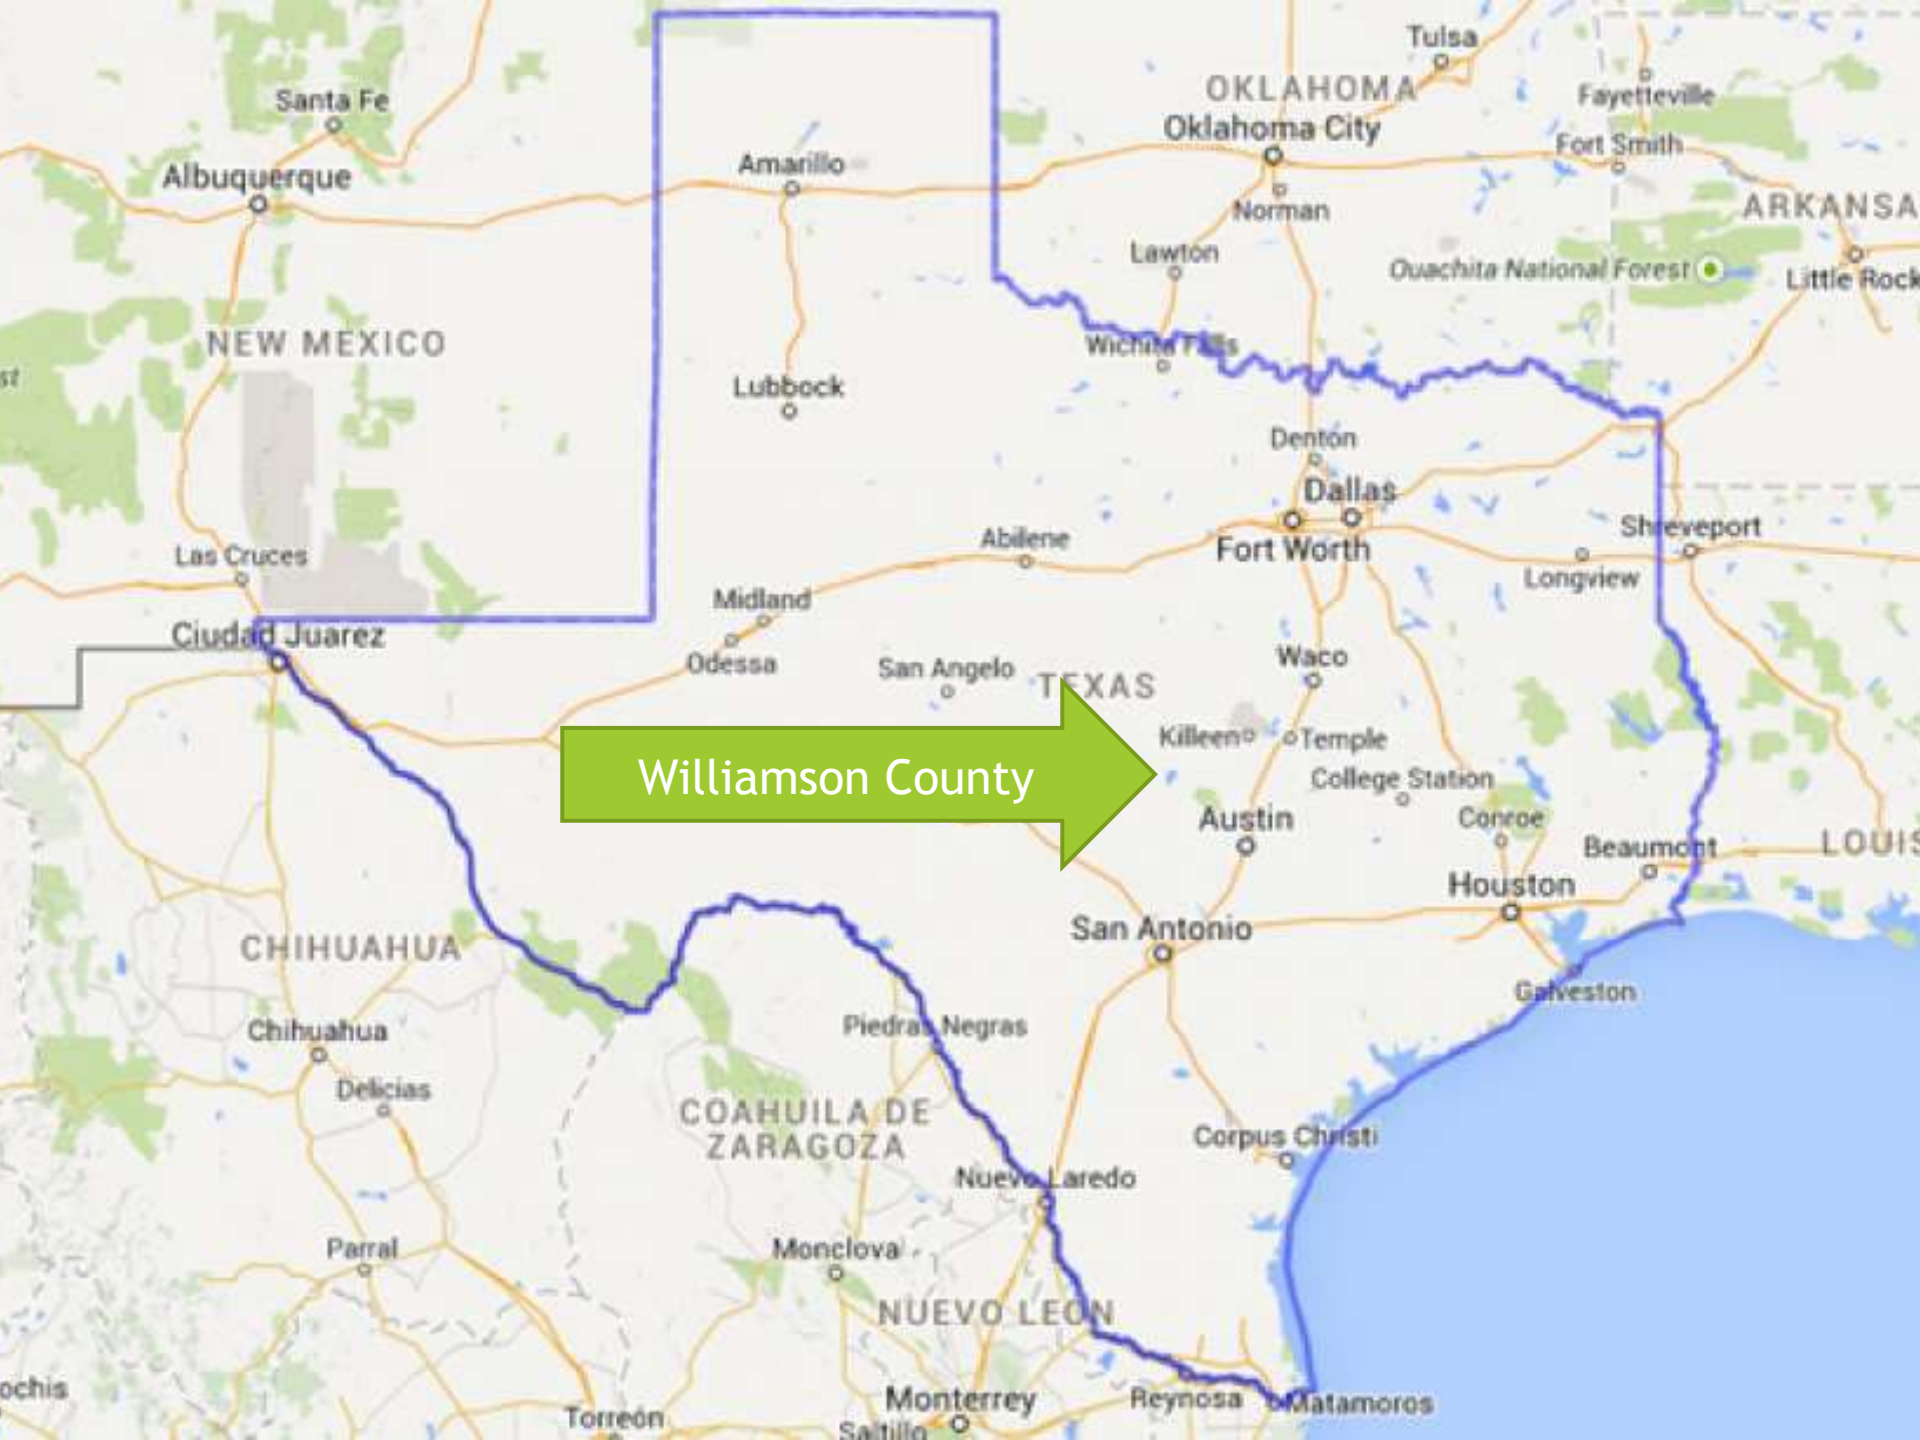 Tulsa
OKLAHOMA
Fayetteville
Santa Fe
Oklahoma City
Fort Smith
Amarillo
Albuquerque
ARKANSA
Norman
Lawton
Ouachita National Forest
Little Rock
NEW MEXICO
Wichita Falls
st
Lubbock
Denton
Dallas
Shreveport
Abilene
Fort Worth
Las Cruces
Longview
Midland
Ciudad Juarez
Waco
Odessa
San Angelo
TEXAS
Killeen
Temple
Williamson County
College Station
Austin
Conroe
Beaumont
LOUIS
Houston
San Antonio
CHIHUAHUA
Galveston
Piedras Negras
Chihuahua
Delicias
COAHUILA DE
ZARAGOZA
Corpus Christi
Nuevo Laredo
Parral
Monclova
NUEVO LEON
ochis
Monterrey
Reynosa
Matamoros
Torreón
Saltillo